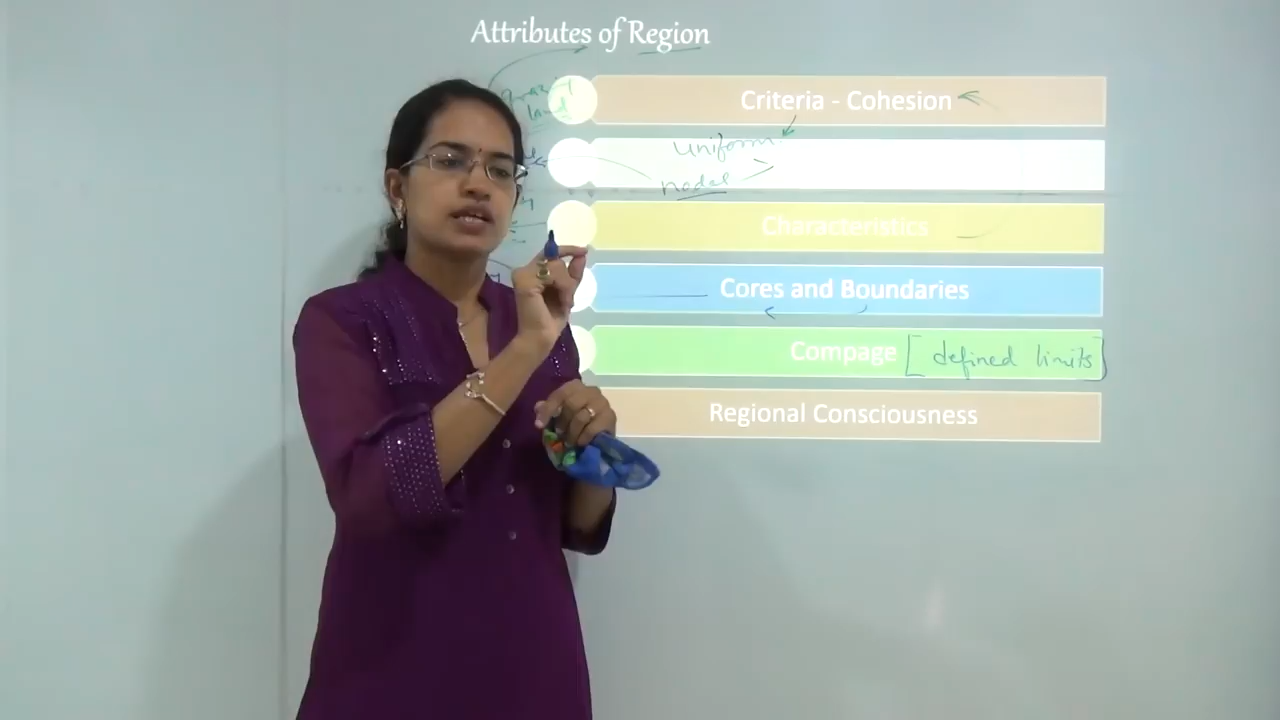 Attributes of Region
Criteria - Cohesion
uniform
nodal
Characteristics
Cores and Boundaries
Compage [defined limits]
Regional Consciousness